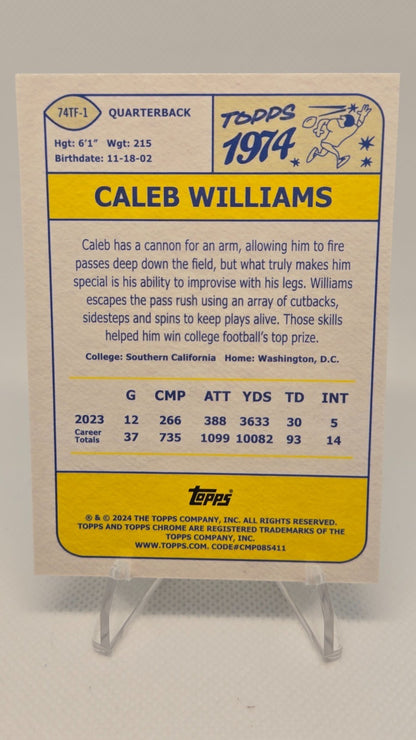 74TF-1 QUARTERBACK
Hgt: 6'1" Wgt: 215
Birthdate: 11-18-02
TOPPS
1974
CALEB WILLIAMS
Caleb has a cannon for an arm, allowing him to fire
passes deep down the field, but what truly makes him
special is his ability to improvise with his legs. Williams
escapes the pass rush using an array of cutbacks,
sidesteps and spins to keep plays alive. Those skills
helped him win college football's top prize.
College: Southern California Home: Washington, D.C.
G CMP ATT YDS TD INT
2023 12 266 388 3633 30 5
Career
Totals 37 735 1099 10082 93 14
Topps
® & © 2024 THE TOPPS COMPANY, INC. ALL RIGHTS RESERVED.
TOPPS AND TOPPS CHROME ARE REGISTERED TRADEMARKS OF THE
TOPPS COMPANY, INC.
WWW.TOPPS.COM. CODE#CMP085411